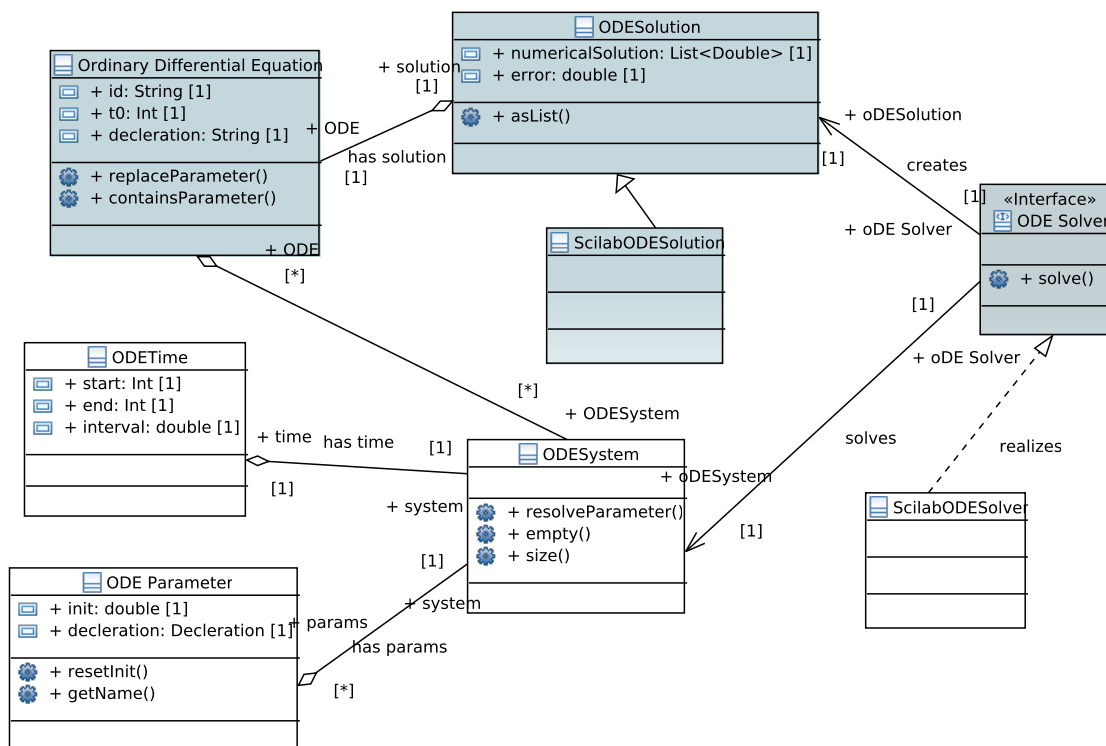 ODESolution
+ numericalSolution: List<Double> [1]
+ error: double [1]
+ asList()
Ordinary Differential Equation
+ id: String [1]
+ t0: Int [1]
+ decleration: String [1]
+ replaceParameter()
+ containsParameter()
+ solution
[1]
+ ODE
has solution
[1]
+ oDESolution
[1]
creates
[1]
+ oDE Solver
«Interface»
ODE Solver
+ solve()
ScilabODESolution
+ ODE
[*]
[1]
+ oDE Solver
ODETime
+ start: Int [1]
+ end: Int [1]
+ interval: double [1]
[*]
+ ODESystem
+ time
has time
[1]
[1]
+ system
solves
realizes
ODESystem
+ resolveParameter()
+ empty()
+ size()
+ oDESystem
[1]
ScilabODESolver
[1]
+ system
ODE Parameter
+ init: double [1]
+ decleration: Decleration [1]
+ resetInit()
+ getName()
+ params
has params
[*]